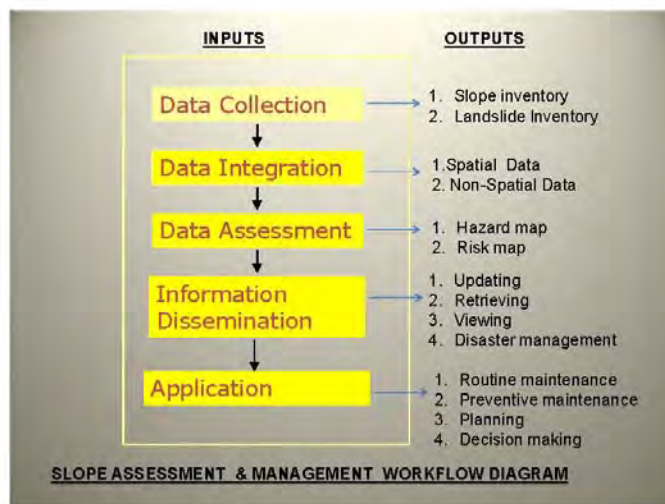 INPUTS
OUTPUTS
Data Collection
1. Slope inventory
2. Landslide Inventory
Data Integration
1.Spatial Data
2. Non-Spatial Data
Data Assessment
1. Hazard map
2. Risk map
Information
Dissemination
1. Updating
2. Retrieving
3. Viewing
4. Disaster management
Application
1. Routine maintenance
2. Preventive maintenance
3. Planning
4. Decision making
SLOPE ASSESSMENT & MANAGEMENT WORKFLOW DIAGRAM